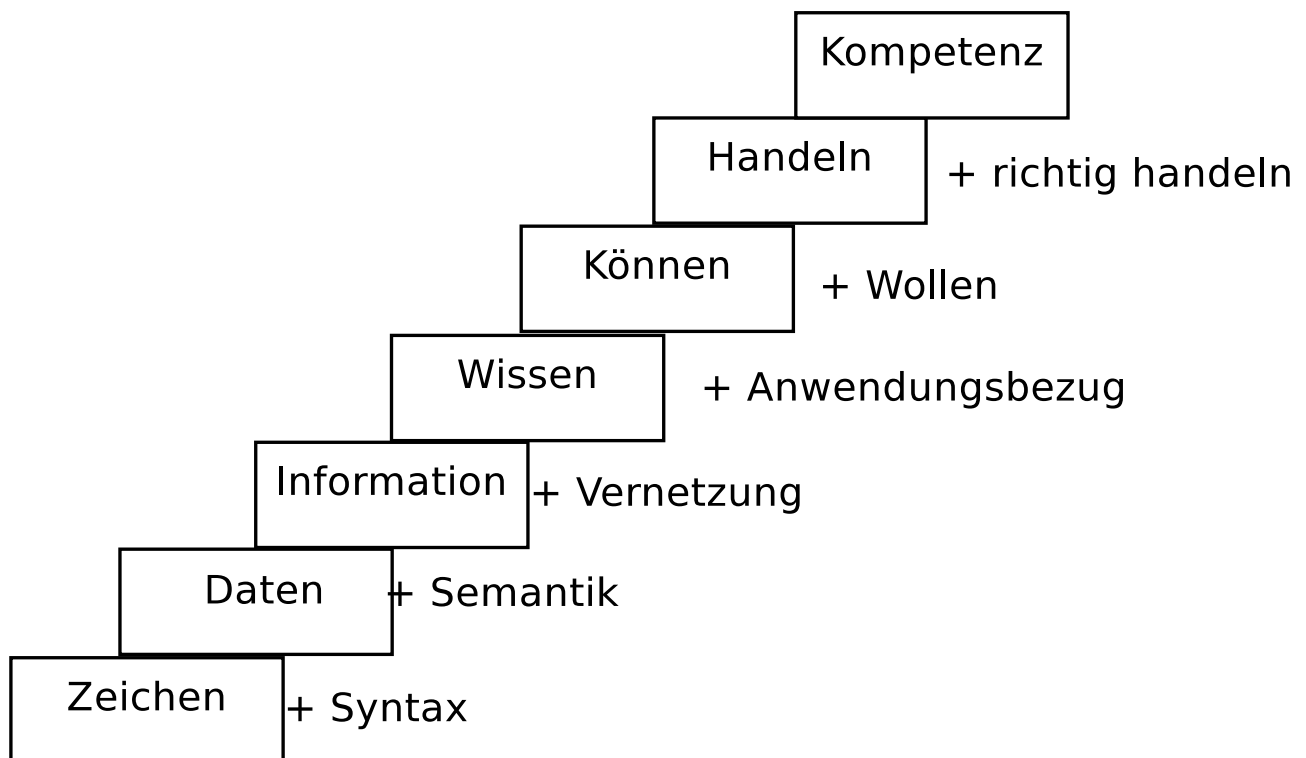 Kompetenz
Handeln
+ richtig handeln
Können
+ Wollen
Wissen
+ Anwendungsbezug
Information
+ Vernetzung
Daten
+ Semantik
Zeichen
+ Syntax